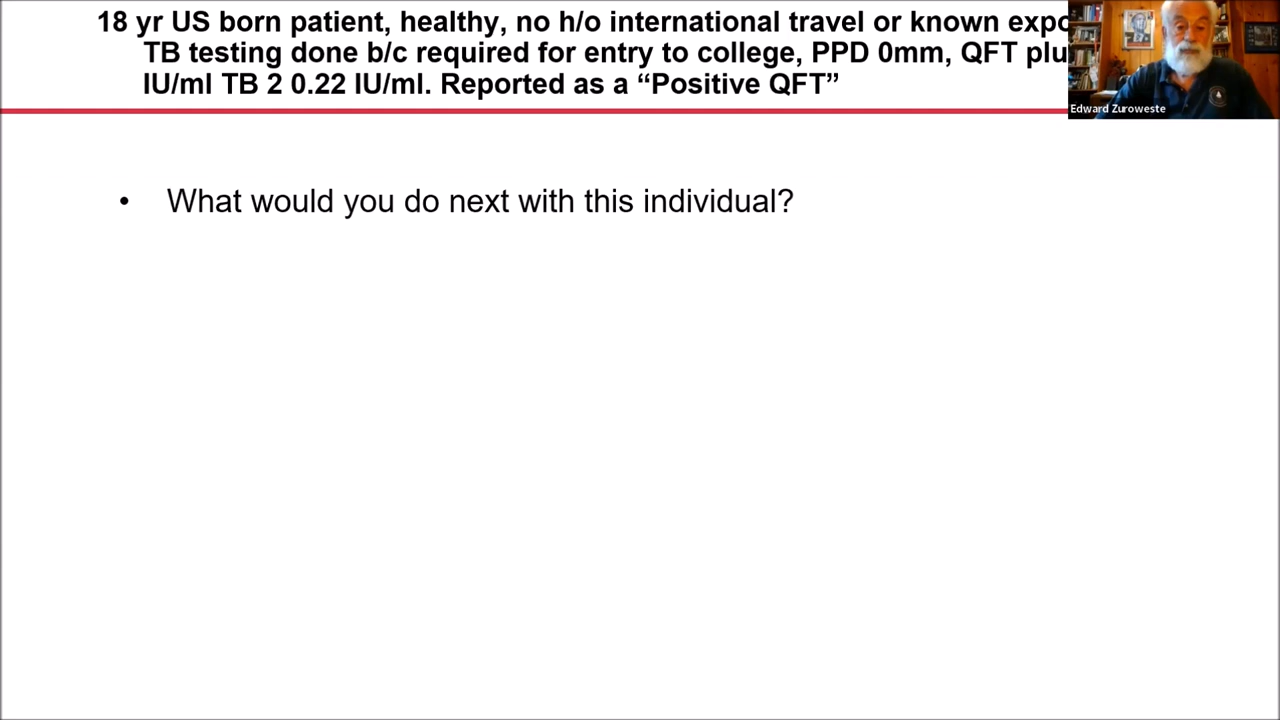 18 yr US born patient, healthy, no h/o international travel or known
TB testing done b/c required for entry to college, PPD 0mm, QFT
IU/ml TB 2 0.22 IU/ml. Reported as a “Positive QFT”
Edward Zuroweste
• What would you do next with this individual?